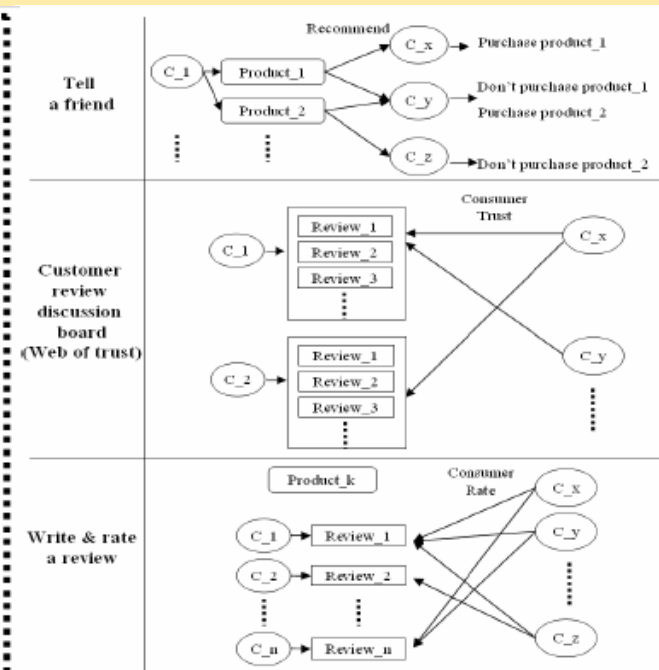 Tell
a friend
Recommend
C_1
Product_1
Product_2
C_x
C_y
C_z
Purchase product_1
Don't purchase product_1
Purchase product_2
Don't purchase product_2
Customer
review
discussion
board
(Web of trust)
Consumer
Trust
C_1
Review_1
Review_2
Review_3
C_2
Review_1
Review_2
Review_3
C_x
C_y
Write & rate
a review
Product_k
Consumer
Rate
C_1
Review_1
C_2
Review_2
C_n
Review_n
C_x
C_y
C_z